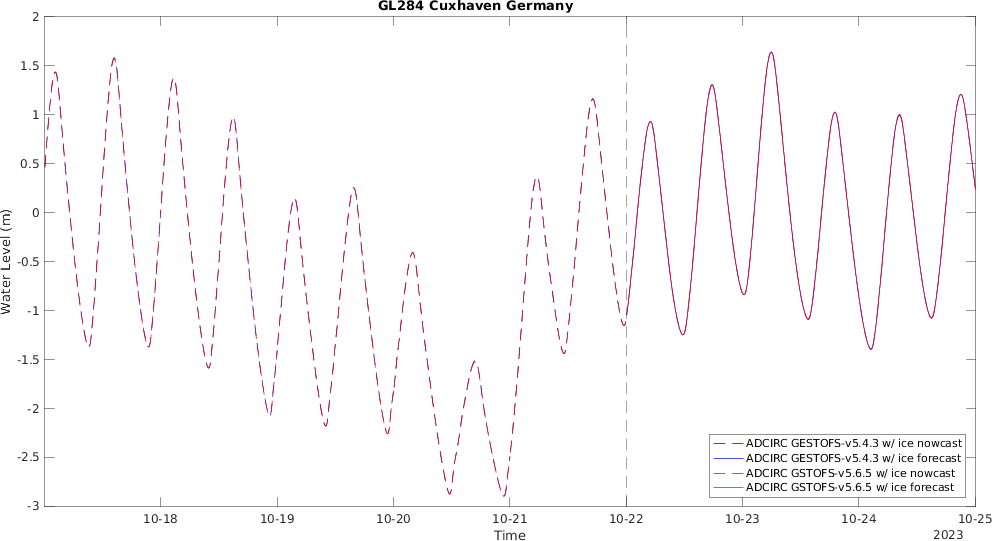 GL284 Cuxhaven Germany
Water Level (m)
2
1.5
1
0.5
0
-0.5
-1
-1.5
-2
-2.5
-3
ADCIRC GESTOFS-v5.4.3 w/ ice nowcast
ADCIRC GESTOFS-v5.4.3 w/ ice forecast
ADCIRC GSTOFS-v5.6.5 w/ ice nowcast
ADCIRC GSTOFS-v5.6.5 w/ ice forecast
10-18 10-19 10-20 10-21 10-22 10-23 10-24 10-25
Time
2023